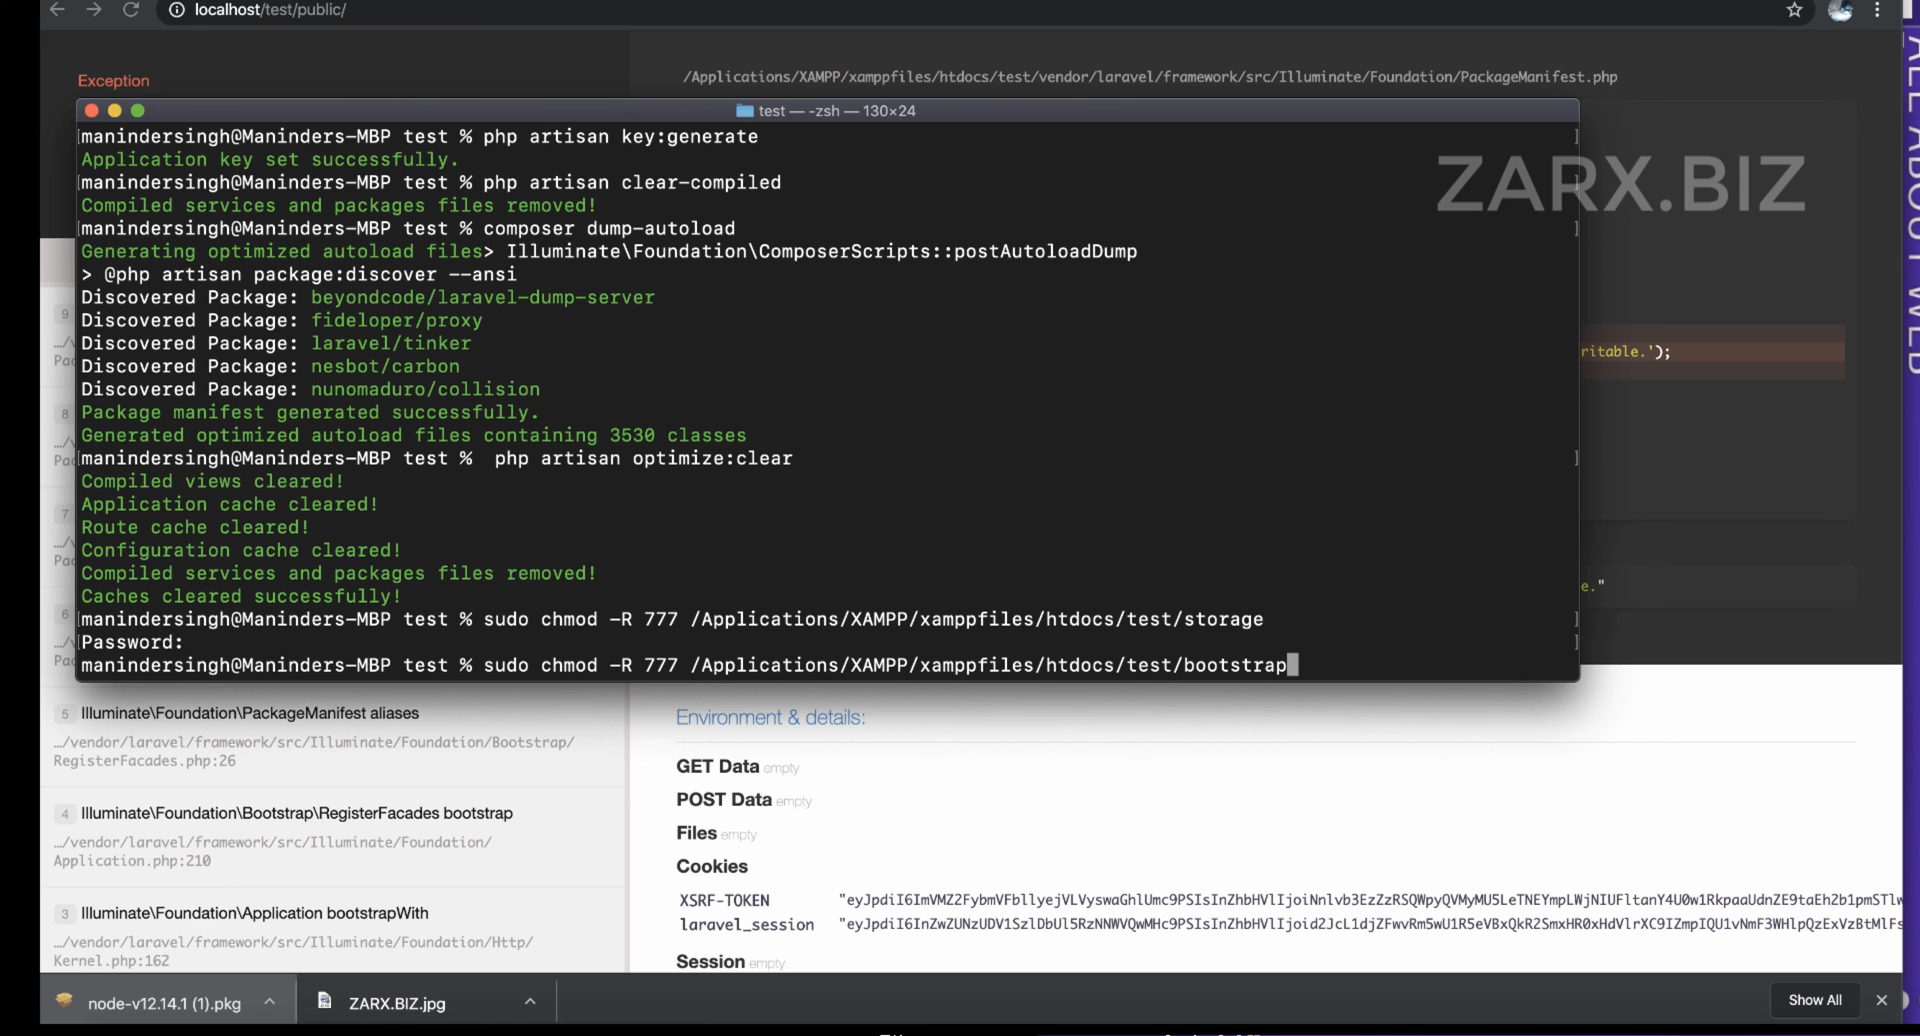 localhost/test/public/
Exception
/Applications/XAMPP/xamppfiles/htdocs/test/vendor/laravel/framework/src/Illuminate/Foundation/PackageManifest.php
test — -zsh — 130×24
manindersingh@Maninders-MBP test % php artisan key:generate
Application key set successfully.
manindersingh@Maninders-MBP test % php artisan clear-compiled
Compiled services and packages files removed!
manindersingh@Maninders-MBP test % composer dump-autoload
Generating optimized autoload files> Illuminate\Foundation\ComposerScripts::postAutoloadDump
> @php artisan package:discover --ansi
Discovered Package: beyondcode/laravel-dump-server
Discovered Package: fideloper/proxy
Discovered Package: laravel/tinker
Discovered Package: nesbot/carbon
Discovered Package: nunomaduro/collision
Package manifest generated successfully.
Generated optimized autoload files containing 3530 classes
manindersingh@Maninders-MBP test %  php artisan optimize:clear
Compiled views cleared!
Application cache cleared!
Route cache cleared!
Configuration cache cleared!
Compiled services and packages files removed!
Caches cleared successfully!
manindersingh@Maninders-MBP test % sudo chmod -R 777 /Applications/XAMPP/xamppfiles/htdocs/test/storage
Password:
manindersingh@Maninders-MBP test % sudo chmod -R 777 /Applications/XAMPP/xamppfiles/htdocs/test/bootstrap
ZARX.BIZ
ALL ABOUT WEB
ritable.');
e."
9
8
7
6
5 Illuminate\Foundation\PackageManifest aliases
…/vendor/laravel/framework/src/Illuminate/Foundation/Bootstrap/
RegisterFacades.php:26
4 Illuminate\Foundation\Bootstrap\RegisterFacades bootstrap
…/vendor/laravel/framework/src/Illuminate/Foundation/
Application.php:210
3 Illuminate\Foundation\Application bootstrapWith
…/vendor/laravel/framework/src/Illuminate/Foundation/Http/
Kernel.php:162
Environment & details:
GET Data empty
POST Data empty
Files empty
Cookies
XSRF-TOKEN
laravel_session
Session empty
node-v12.14.1 (1).pkg
ZARX.BIZ.jpg
Show All